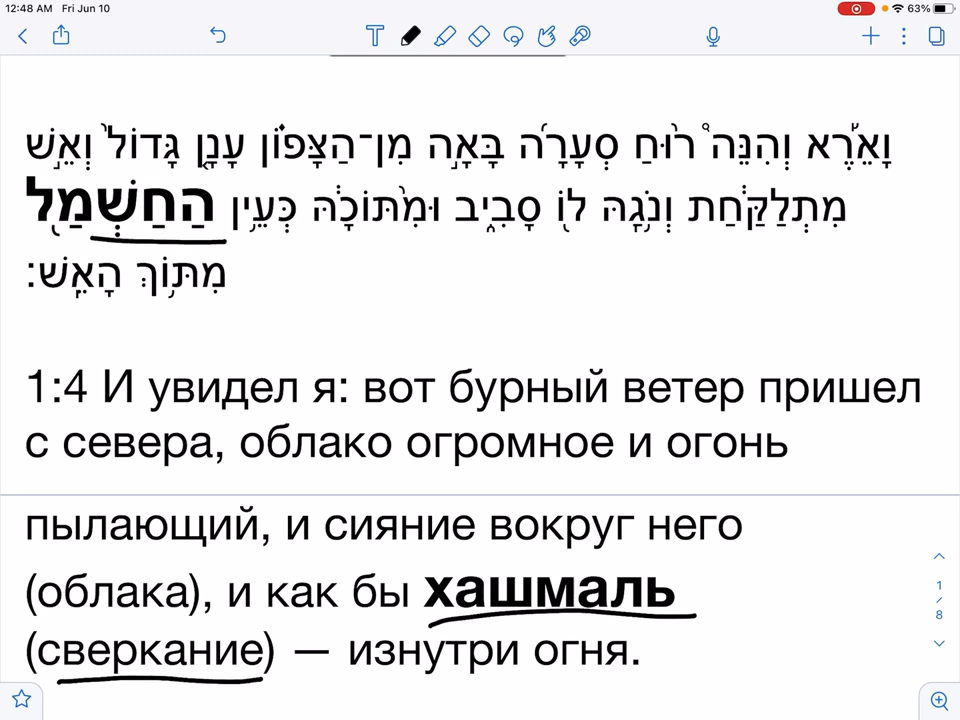 12:48 AM Fri Jun 10
63%
וָאֵ֡רֶא וְהִנֵּה֩ ר֨וּחַ סְעָרָ֜ה בָּאָ֣ה מִן־הַצָּפ֗וֹן עָנָ֤ן גָּדוֹל֙ וְאֵ֣שׁ
מִתְלַקַּ֔חַת וְנֹ֥גַֽהּ ל֖וֹ סָבִ֑יב וּמִ֨תּוֹכָ֔הּ כְּעֵ֥ין הַחַשְׁמַ֖ל
מִתּ֥וֹךְ הָאֵֽשׁ׃
1:4 И увидел я: вот бурный ветер пришел
с севера, облако огромное и огонь
пылающий, и сияние вокруг него
(облака), и как бы хашмаль
(сверкание) — изнутри огня.
1
/
8